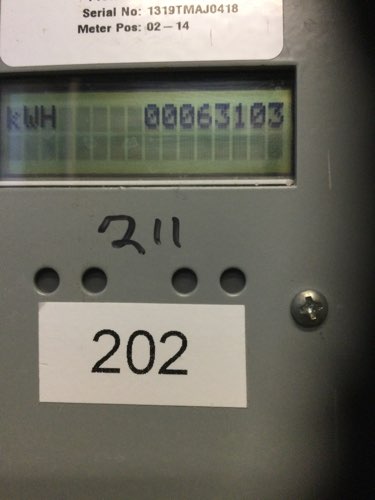 Serial No: 1319TMAJ0418
Meter Pos: 02-14
kWH 00063103
211
202